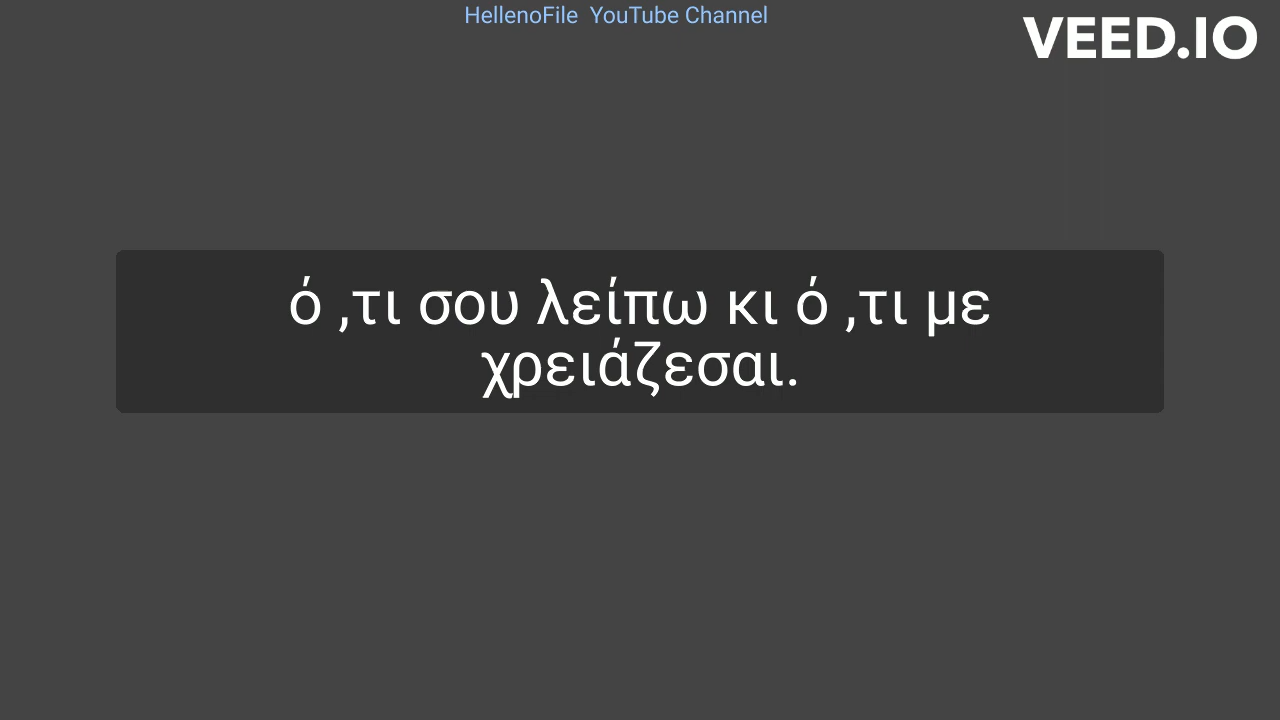 HellenoFile YouTube Channel
VEED.IO
ό ,τι σου λείπω κι ό ,τι με
χρειάζεσαι.